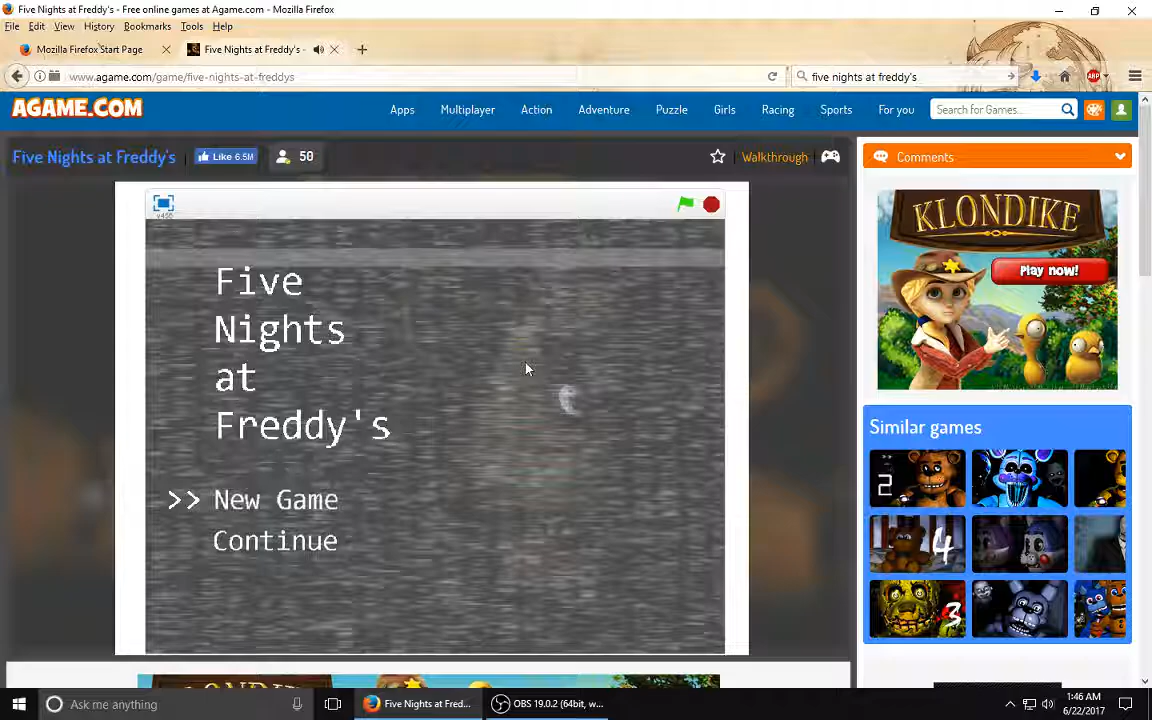 Five Nights at Freddy's - Free online games at Agame.com - Mozilla Firefox
File Edit View History Bookmarks Tools Help
Mozilla Firefox Start Page
Five Nights at Freddy's -
www.agame.com/game/five-nights-at-freddys
five nights at freddy's
ABP
AGAME.COM
Apps Multiplayer Action Adventure Puzzle Girls Racing Sports For you
Search for Games...
Five Nights at Freddy's
Like 6.5M
50
Walkthrough
Comments
v450
Five
Nights
at
Freddy's
>> New Game
Continue
KLONDIKE
Play now!
Similar games
2
4
3
Ask me anything
Five Nights at Fred...
OBS 19.0.2 (64bit, w...
1:46 AM
6/22/2017